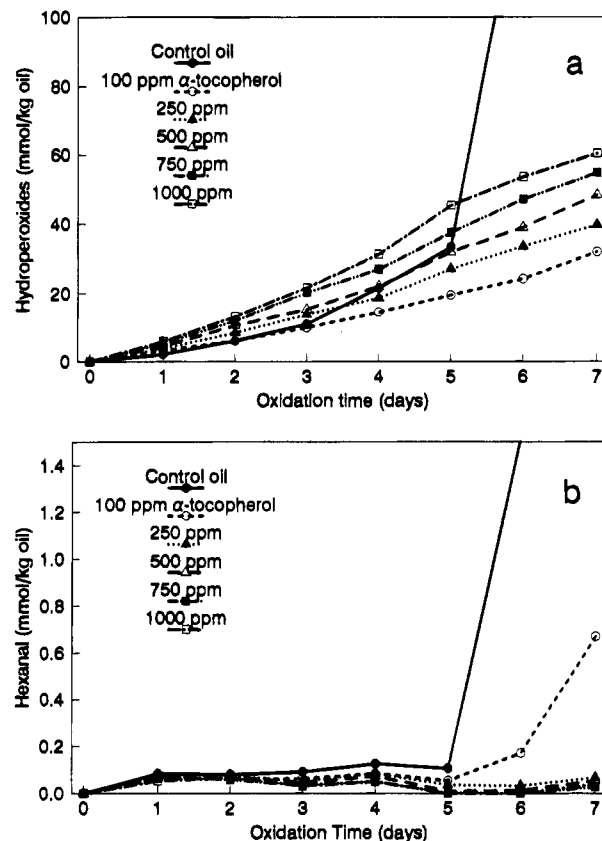 a
Control oil
100 ppm α-tocopherol
250 ppm
500 ppm
750 ppm
1000 ppm
100
80
60
40
20
0
Hydroperoxides (mmol/kg oil)
0 1 2 3 4 5 6 7
Oxidation time (days)
b
Control oil
100 ppm α-tocopherol
250 ppm
500 ppm
750 ppm
1000 ppm
1.4
1.2
1.0
0.8
0.6
0.4
0.2
0.0
Hexanal (mmol/kg oil)
0 1 2 3 4 5 6 7
Oxidation Time (days)